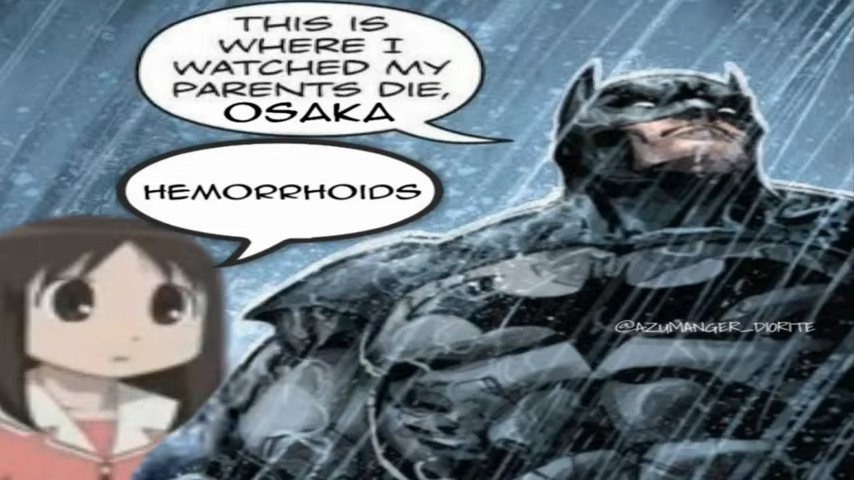 THIS IS
WHERE I
WATCHED MY
PARENTS DIE,
OSAKA
HEMORRHOIDS
@AZUMANGER_DIORITE